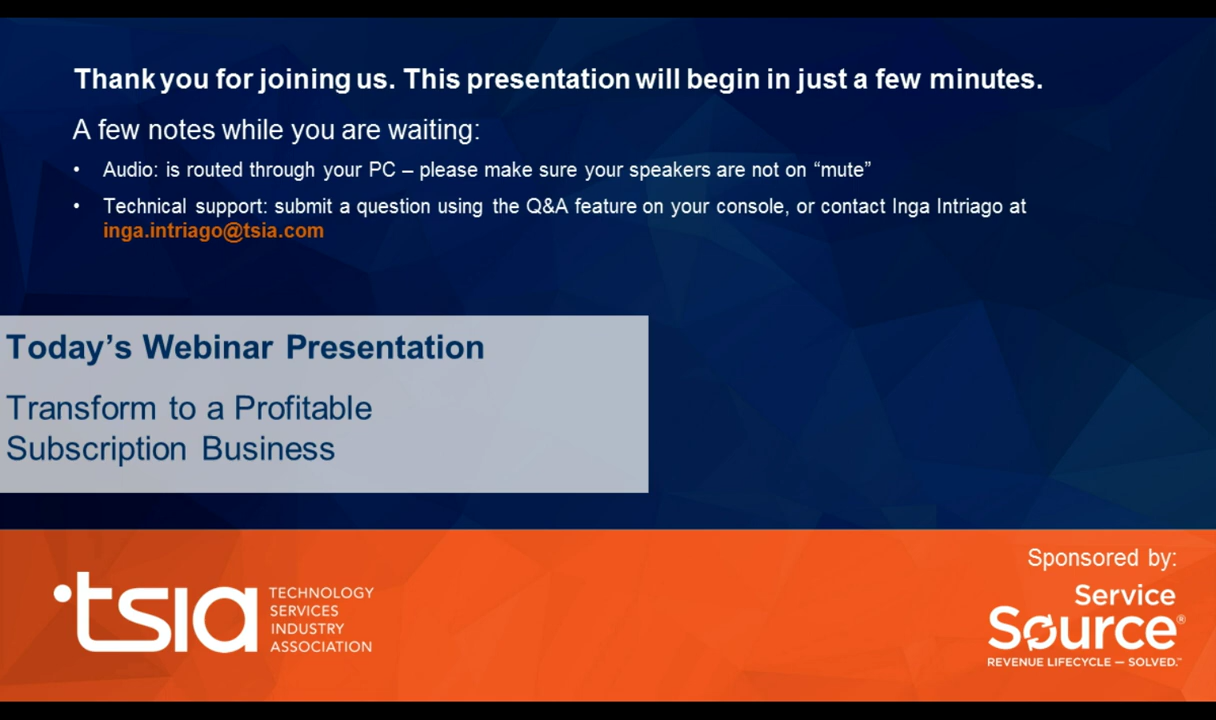 Thank you for joining us. This presentation will begin in just a few minutes.
A few notes while you are waiting:
• Audio: is routed through your PC – please make sure your speakers are not on “mute”
• Technical support: submit a question using the Q&A feature on your console, or contact Inga Intriago at
inga.intriago@tsia.com
Today’s Webinar Presentation
Transform to a Profitable
Subscription Business
tsia
TECHNOLOGY
SERVICES
INDUSTRY
ASSOCIATION
Sponsored by:
Service
Source®
REVENUE LIFECYCLE — SOLVED.™